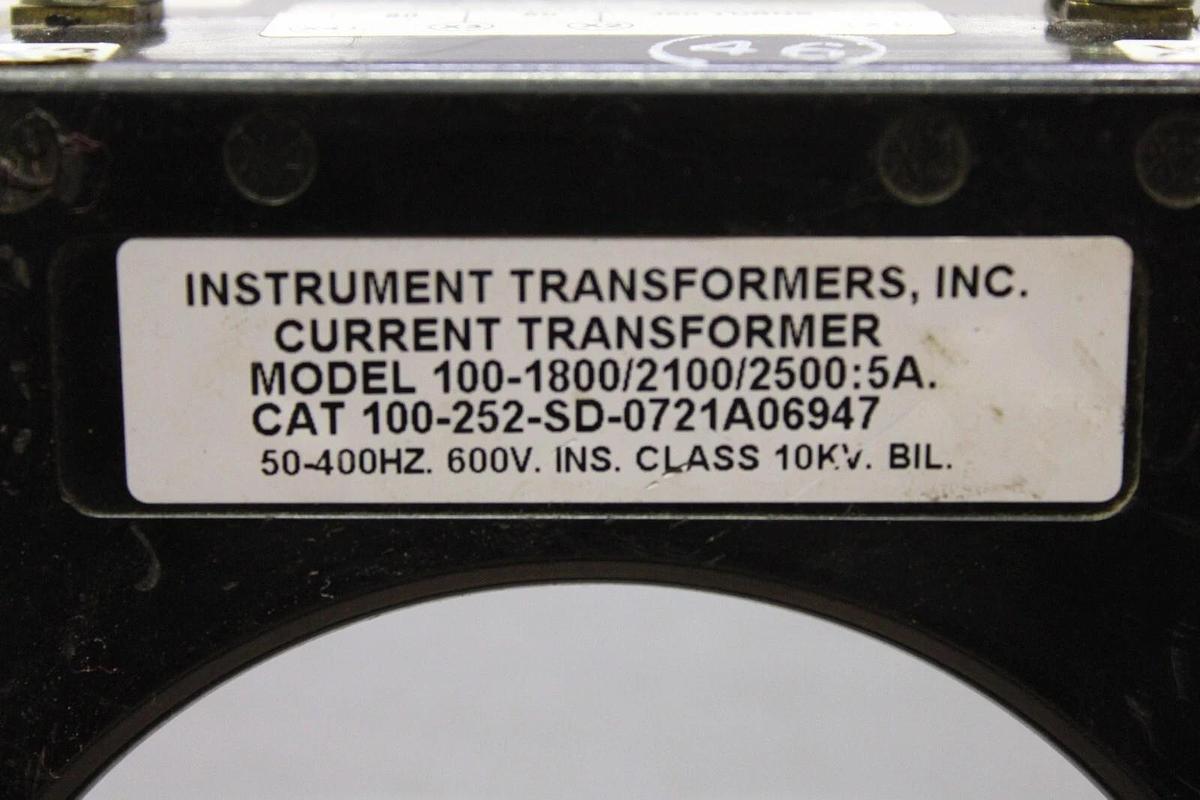 46
INSTRUMENT TRANSFORMERS, INC.
CURRENT TRANSFORMER
MODEL 100-1800/2100/2500:5A.
CAT 100-252-SD-0721A06947
50-400HZ. 600V. INS. CLASS 10KV. BIL.